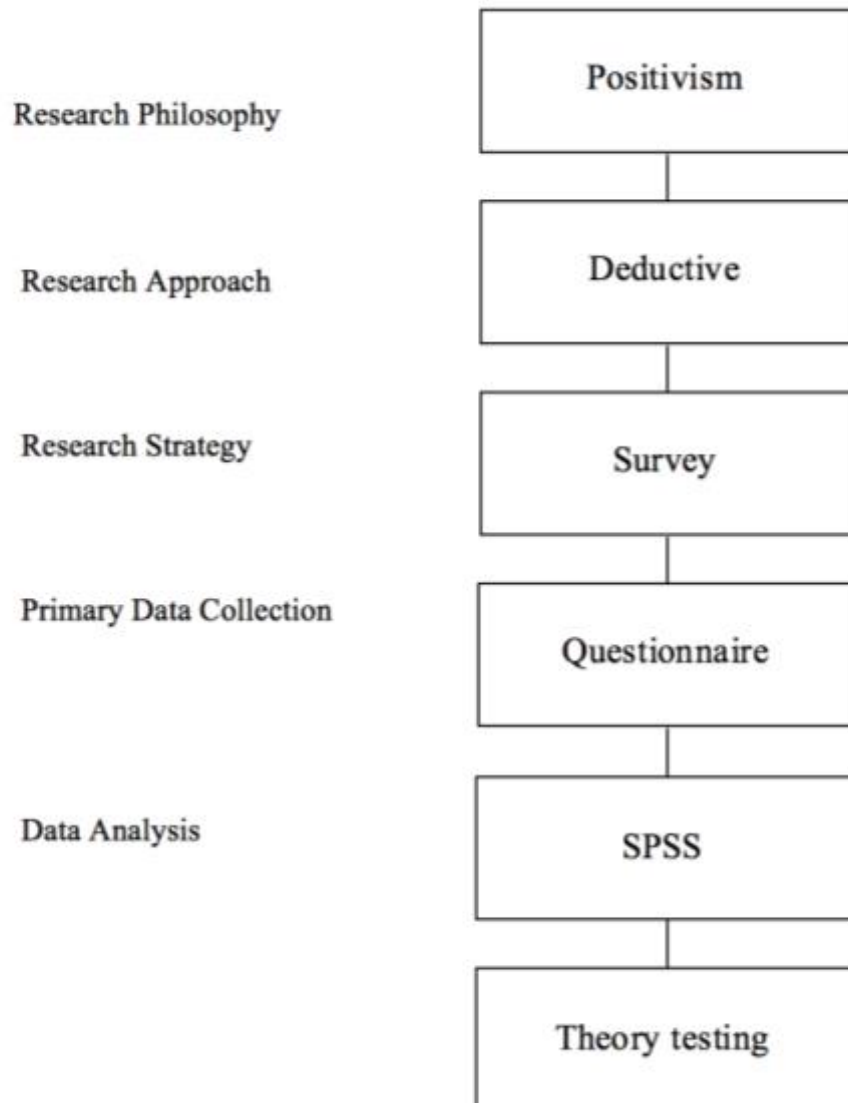 Positivism
Research Philosophy
Deductive
Research Approach
Survey
Research Strategy
Primary Data Collection
Questionnaire
Data Analysis
SPSS
Theory testing